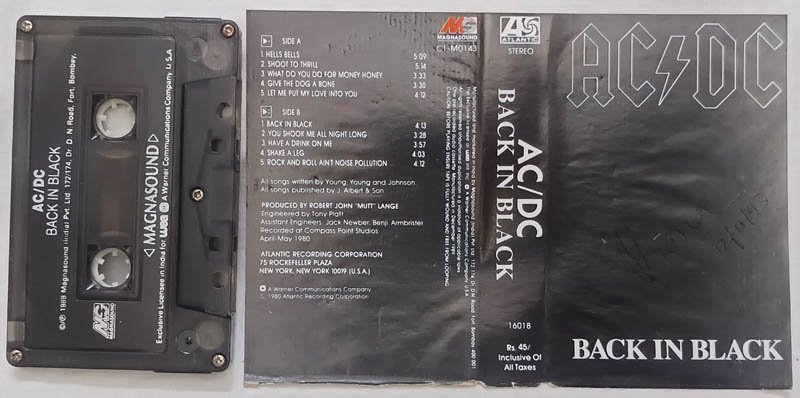 AC/DC
BACK IN BLACK
℗/© 1989 Magnasound (India) Pvt. Ltd. 172/174, Dr. D. N. Road, Fort, Bombay.
MS
MAGNASOUND
◁ MAGNASOUND ▷
Exclusive Licensee in India for wea A Warner Communications Company U.S.A
SIDE A
1. HELLS BELLS 5:09
2. SHOOT TO THRILL 5:14
3. WHAT DO YOU DO FOR MONEY HONEY 3:33
4. GIVE THE DOG A BONE 3:30
5. LET ME PUT MY LOVE INTO YOU 4:12
SIDE B
1. BACK IN BLACK 4:13
2. YOU SHOOK ME ALL NIGHT LONG 3:28
3. HAVE A DRINK ON ME 3:57
4. SHAKE A LEG 4:03
5. ROCK AND ROLL AINT NOISE POLLUTION 4:12
All songs written by Young, Young and Johnson.
All songs published by J. Albert & Son
PRODUCED BY ROBERT JOHN "MUTT" LANGE
Engineered by Tony Platt
Assistant Engineers: Jack Newber, Benji Armbrister
Recorded at Compass Point Studios
April-May 1980
ATLANTIC RECORDING CORPORATION
75 ROCKEFELLER PLAZA
NEW YORK, NEW YORK 10019 (U.S.A.)
A Warner Communications Company
1980 Atlantic Recording Corporation
MS
MAGNASOUND
C1-M0143
ATLANTIC
STEREO
AC/DC
BACK IN BLACK
16018
Rs. 45/
Inclusive Of
All Taxes
AC/DC
BACK IN BLACK